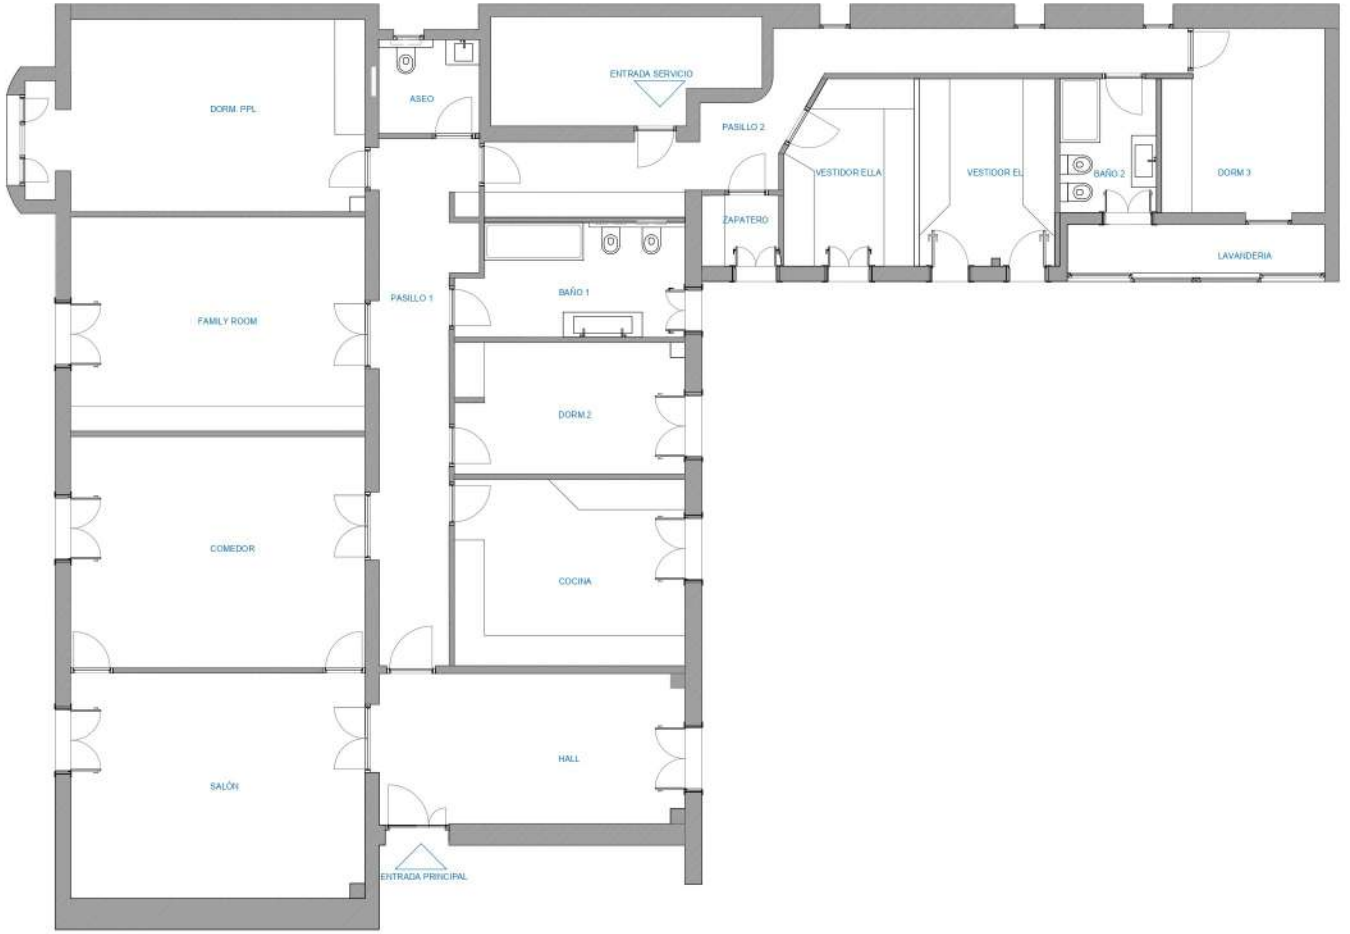 ENTRADA SERVICIO
DORM. PPL
ASEO
PASILLO 2
VESTIDOR ELLA
VESTIDOR EL
BAÑO 2
DORM 3
ZAPATERO
LAVANDERIA
PASILLO 1
BAÑO 1
FAMILY ROOM
DORM.2
COMEDOR
COCINA
HALL
SALÓN
ENTRADA PRINCIPAL